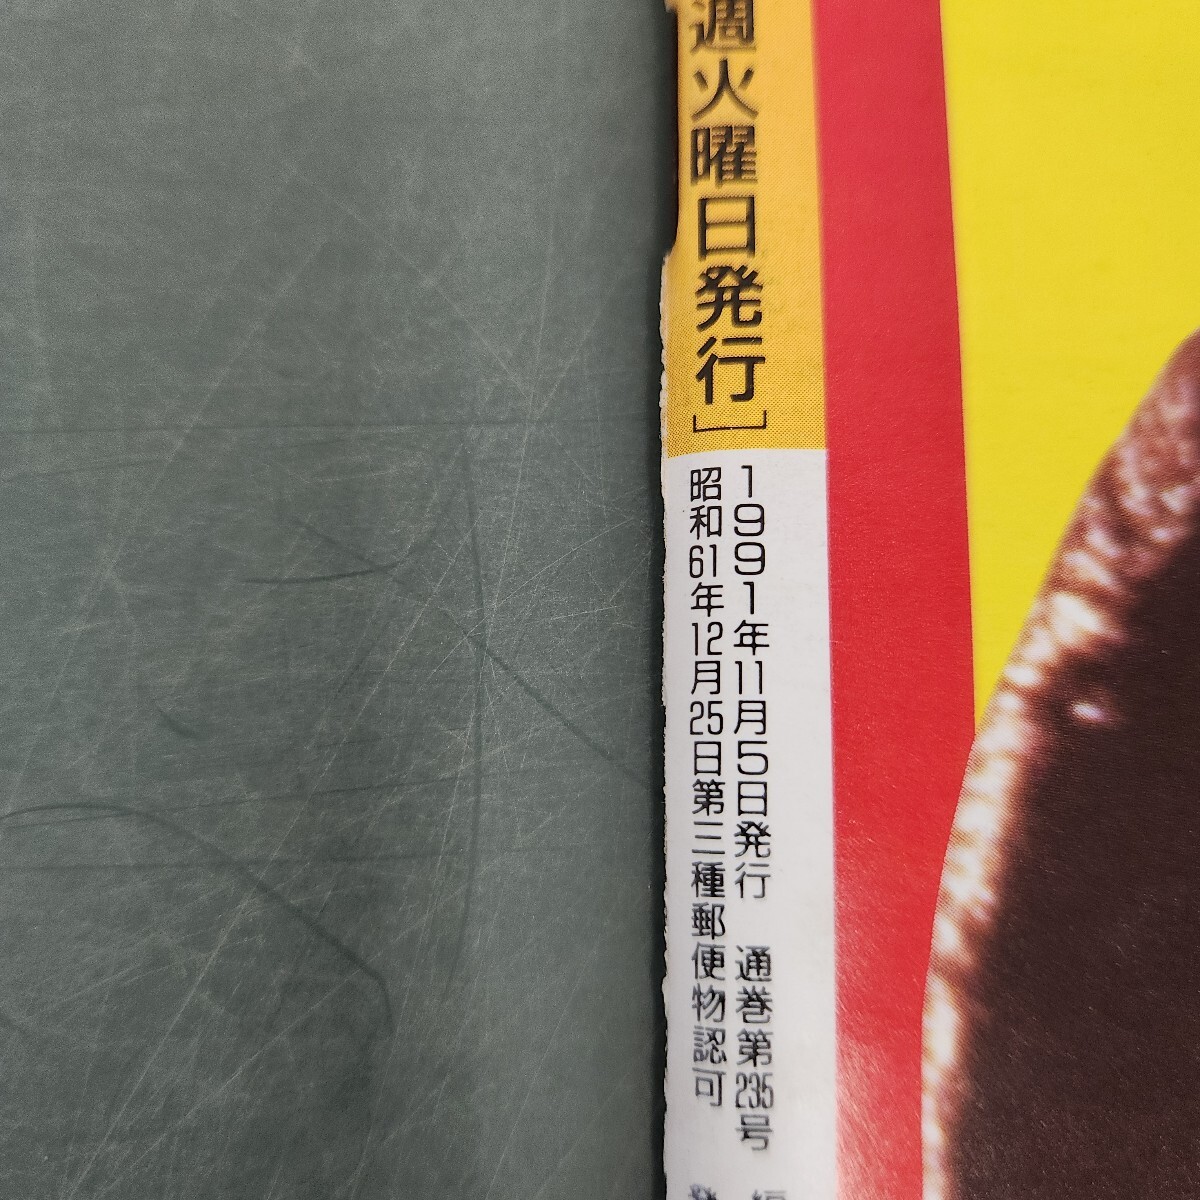 週火曜日発行]
1991年11月5日発行 通巻第235号
昭和61年12月25日第三種郵便物認可